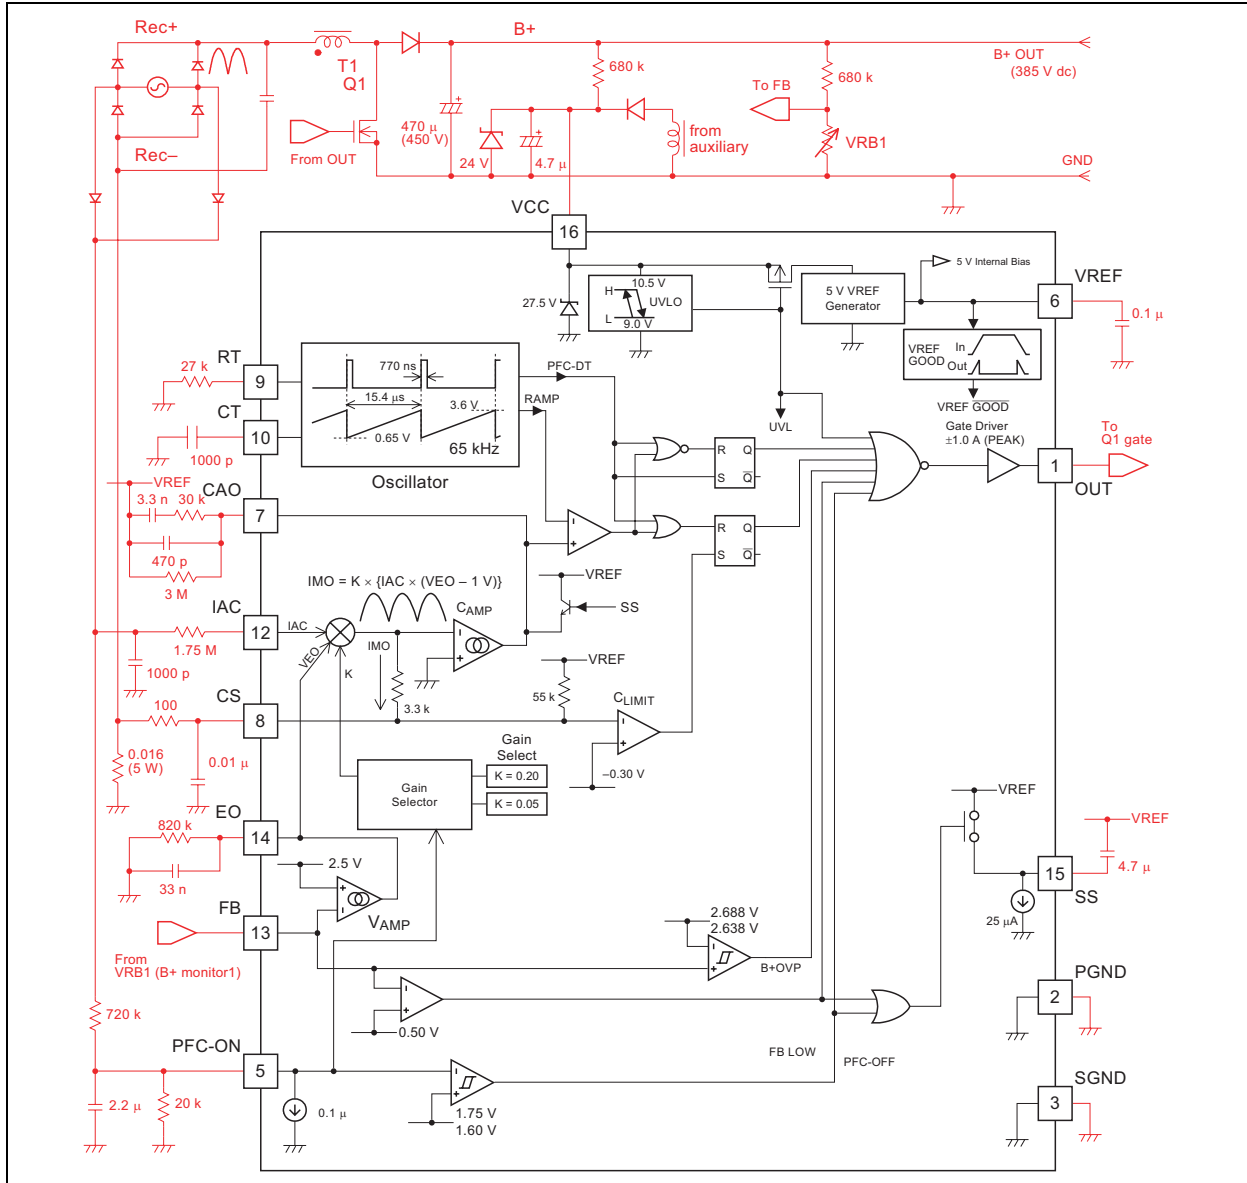 Rec+
B+
T1
Q1
680 k
680 k
B+ OUT
(385 V dc)
To FB
470 µ
(450 V)
from
auxiliary
VRB1
Rec–
From OUT
24 V
4.7 µ
GND
VCC
16
10.5 V
H
UVLO
L
9.0 V
27.5 V
5 V VREF
Generator
5 V Internal Bias
VREF
6
0.1 µ
VREF
GOOD
In
Out
VREF GOOD
RT
27 k
9
770 ns
15.4 µs
3.6 V
0.65 V
65 kHz
PFC-DT
RAMP
UVL
CT
10
1000 p
Oscillator
R
Q
S
Q
Gate Driver
±1.0 A (PEAK)
To
Q1 gate
1
OUT
VREF
CAO
3.3 n
30 k
7
470 p
3 M
R
Q
S
Q
IMO = K × {IAC × (VEO – 1 V)}
VREF
SS
IAC
12
IAC
1.75 M
1000 p
VEO
K
IMO
CAMP
3.3 k
VREF
55 k
CLIMIT
CS
100
8
0.016
(5 W)
0.01 µ
–0.30 V
Gain
Select
Gain
Selector
K = 0.20
K = 0.05
EO
820 k
14
33 n
2.5 V
VAMP
VREF
VREF
4.7 µ
15
SS
25 µA
FB
13
From
VRB1 (B+ monitor1)
2.688 V
2.638 V
B+OVP
0.50 V
PGND
2
720 k
PFC-ON
5
FB LOW
PFC-OFF
SGND
3
2.2 µ
20 k
0.1 µ
1.75 V
1.60 V